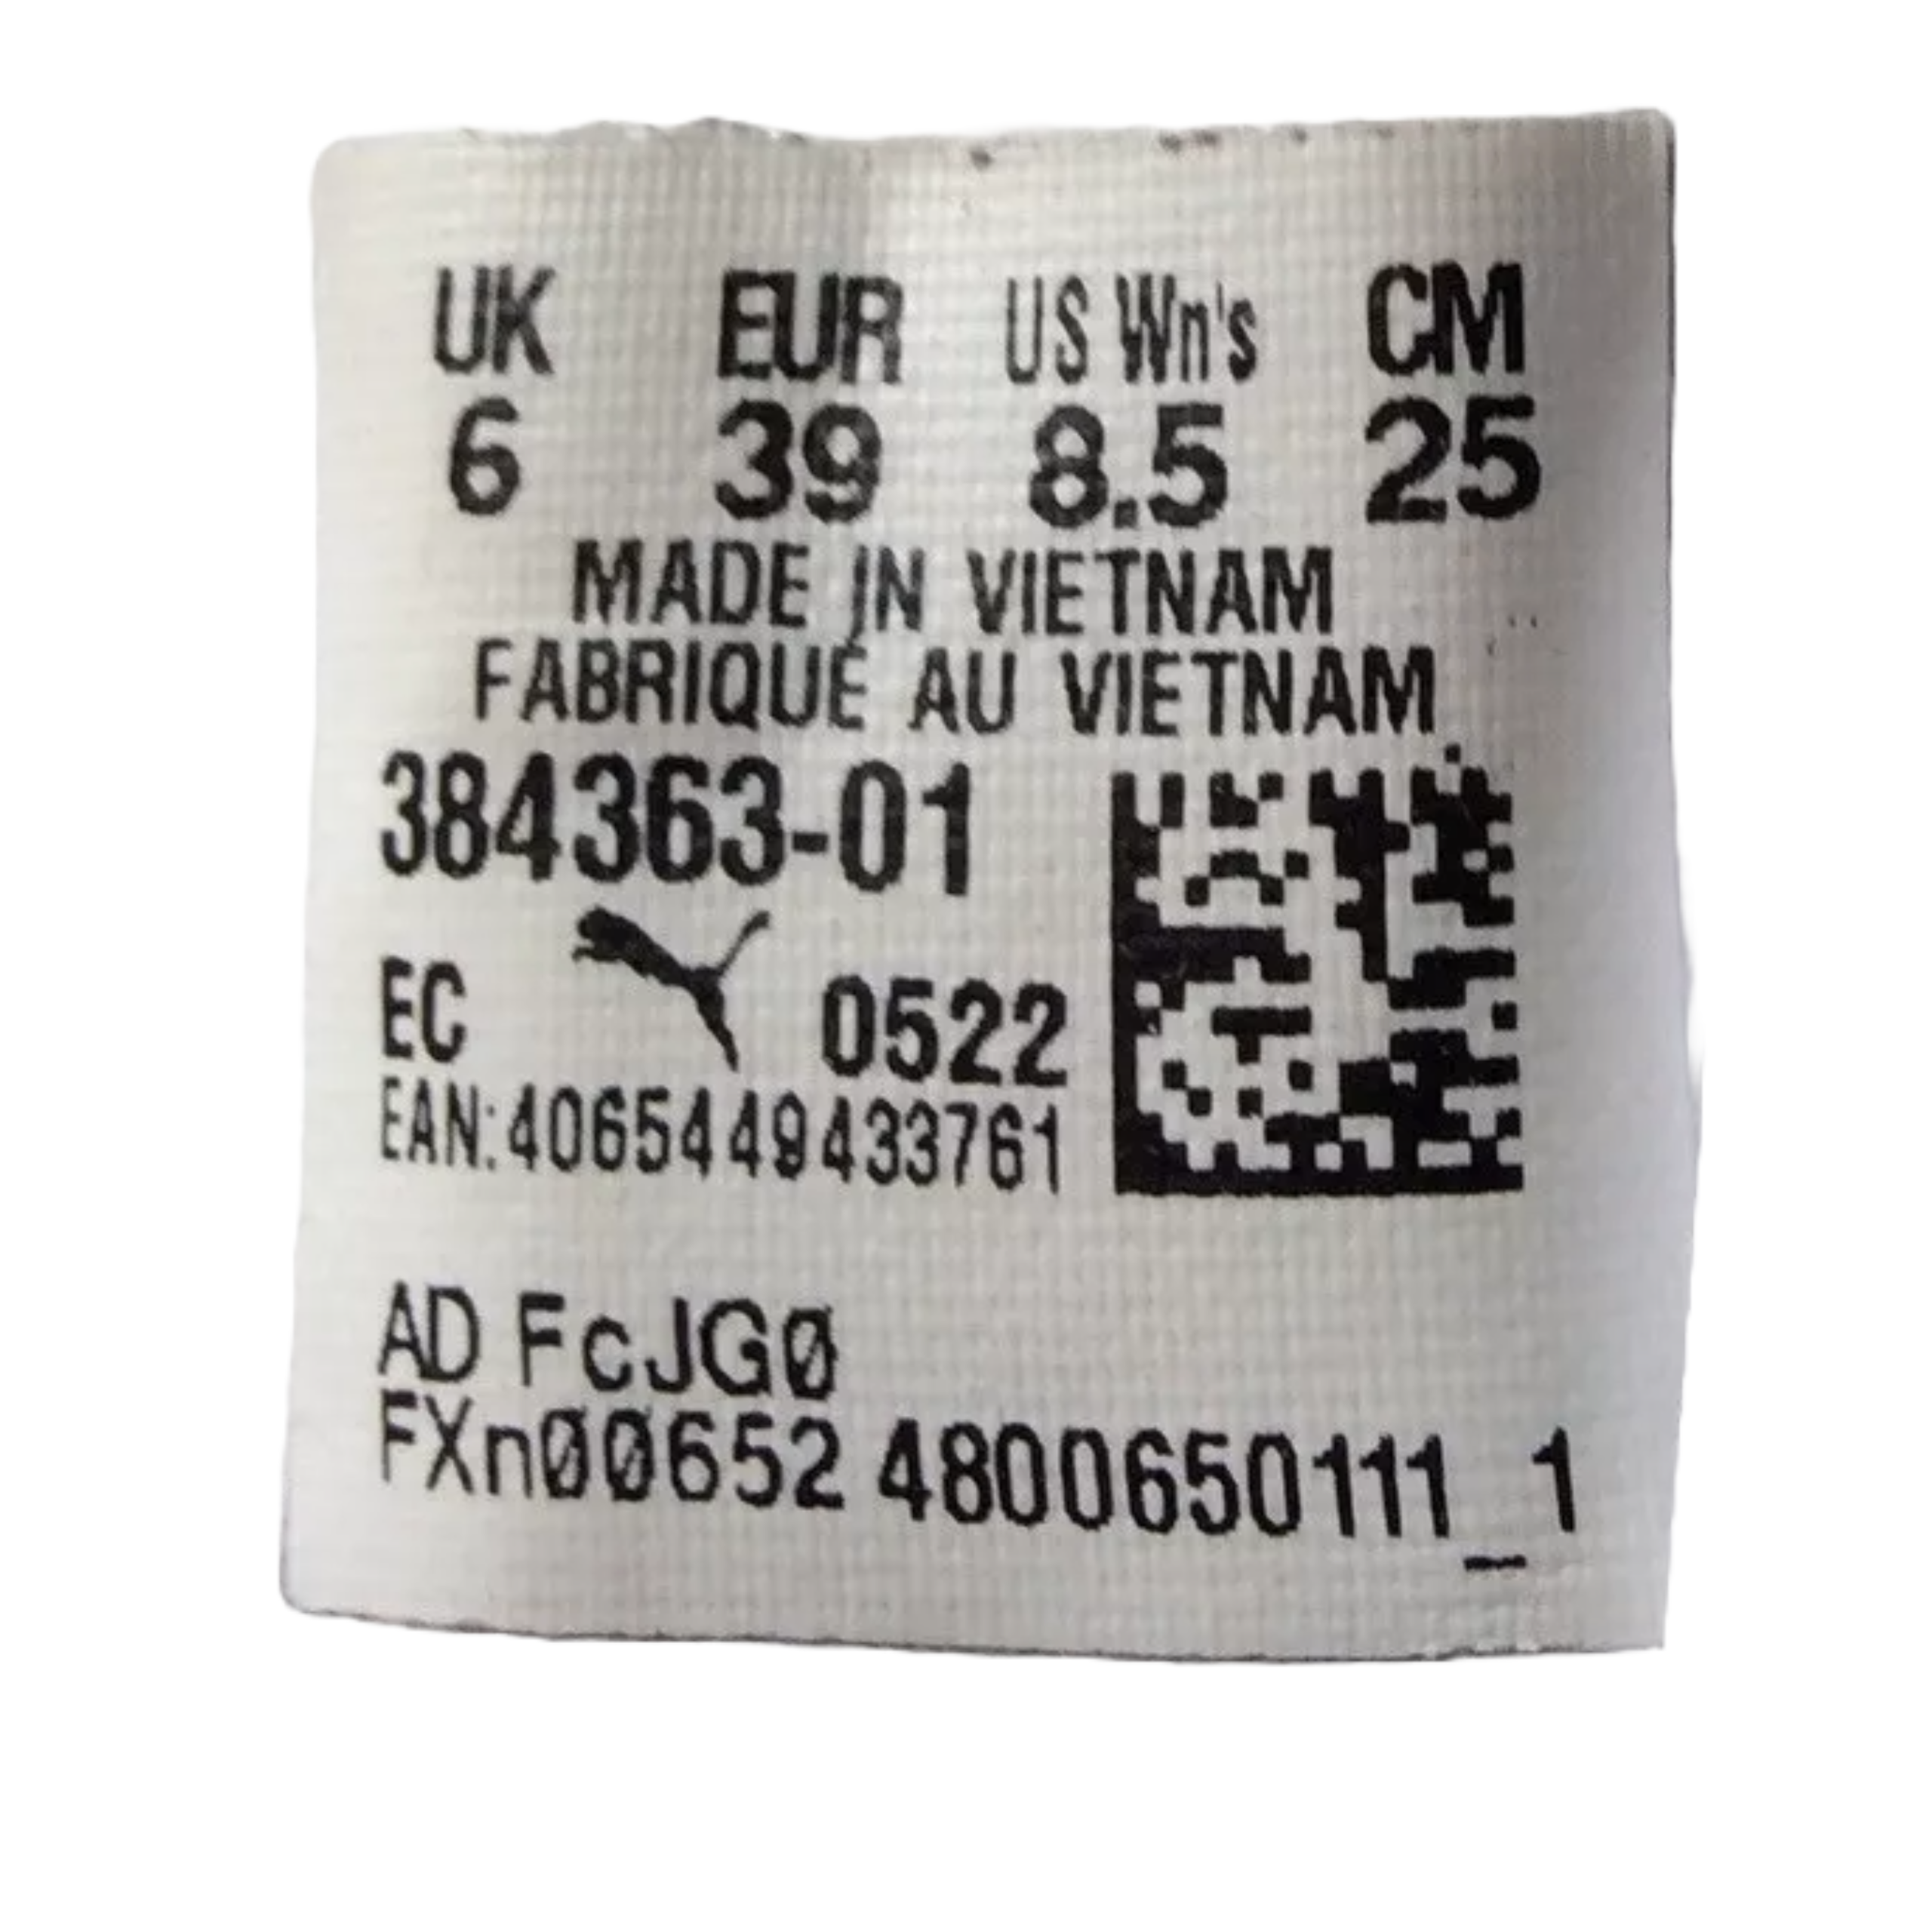 UK EUR US Wn's CM
6 39 8.5 25
MADE IN VIETNAM
FABRIQUÉ AU VIETNAM
384363-01
EC 0522
EAN:4065449433761
AD FcJG0
FXn00652 4800650111_1